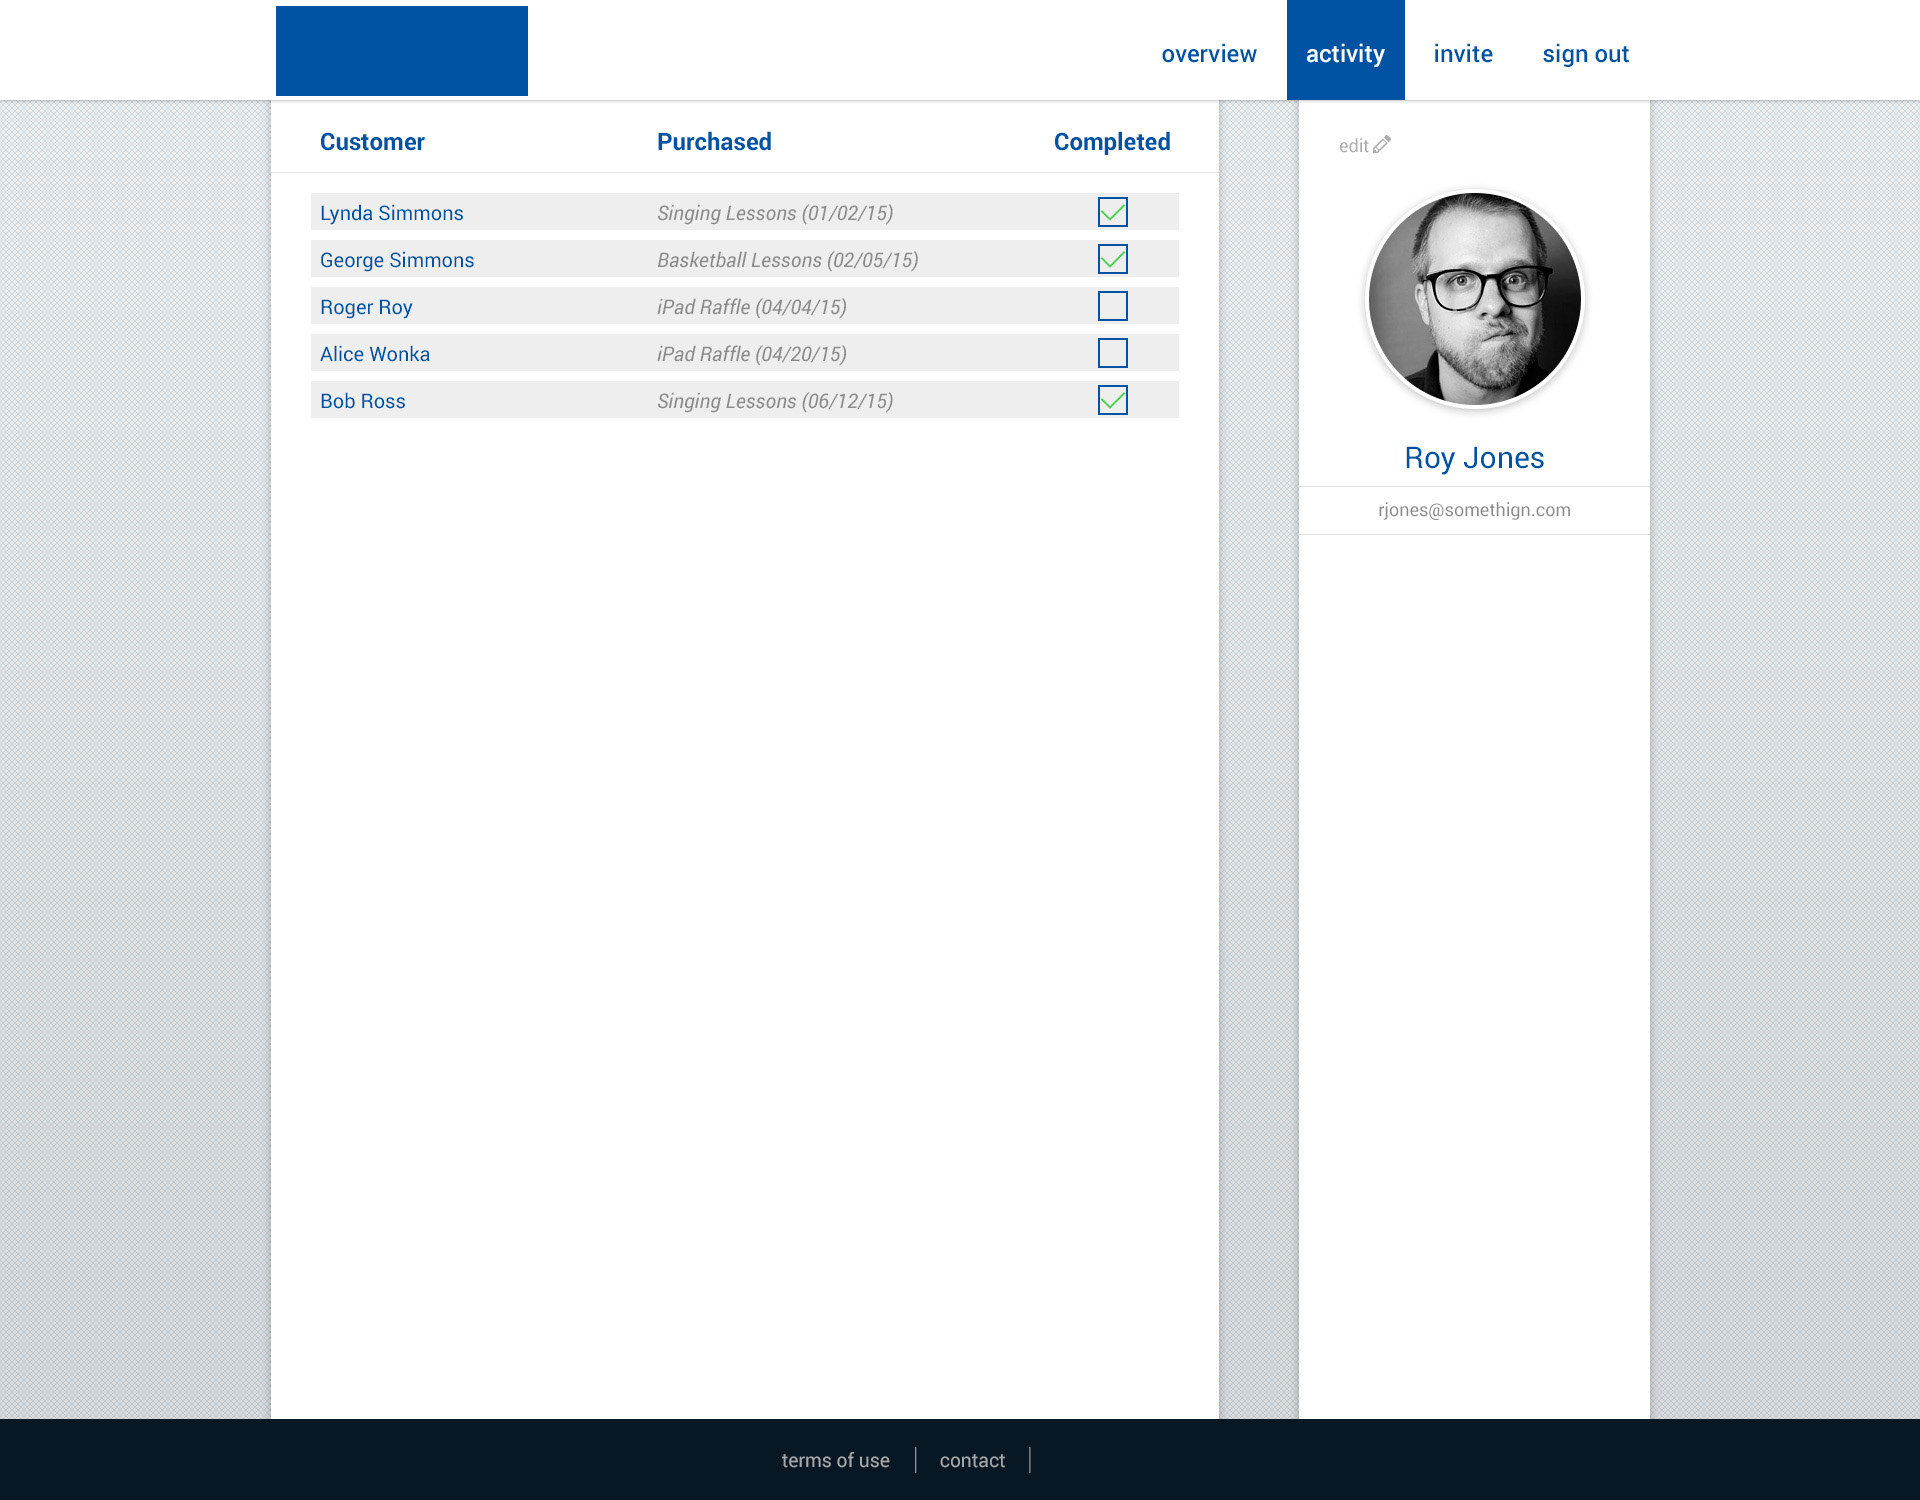 overview activity invite sign out
Customer Purchased Completed
edit
Lynda Simmons Singing Lessons (01/02/15)
George Simmons Basketball Lessons (02/05/15)
Roger Roy iPad Raffle (04/04/15)
Alice Wonka iPad Raffle (04/20/15)
Bob Ross Singing Lessons (06/12/15)
Roy Jones
rjones@somethign.com
terms of use | contact |